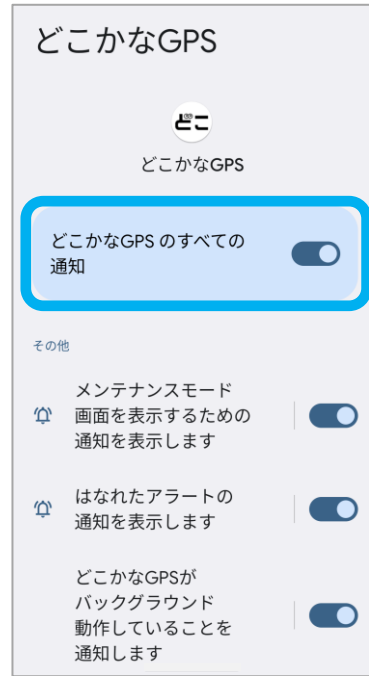 どこかなGPS
どこ
どこかなGPS
どこかなGPS のすべての
通知
その他
メンテナンスモード
画面を表示するための
通知を表示します
はなれたアラートの
通知を表示します
どこかなGPSが
バックグラウンド
動作していることを
通知します